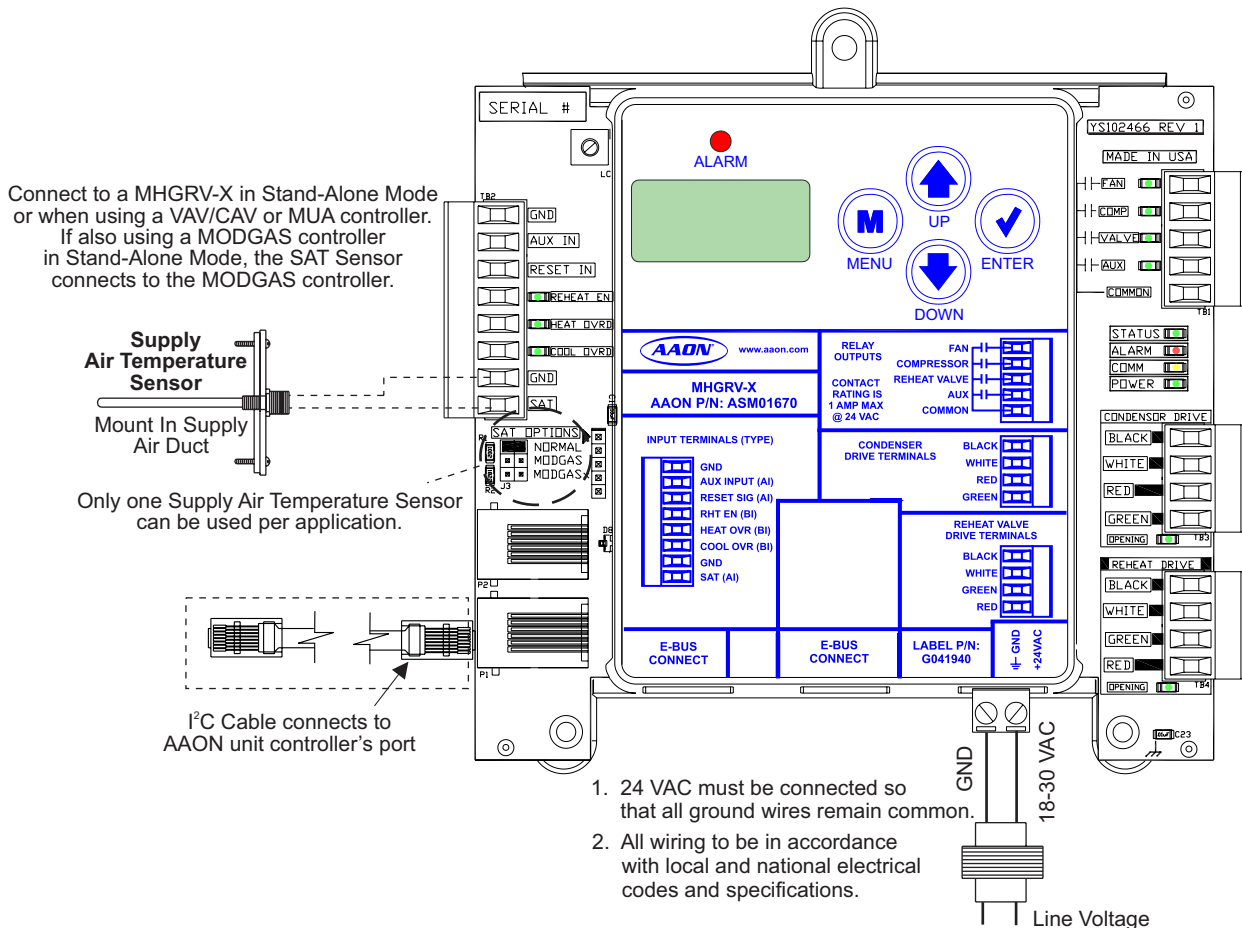 SERIAL #
LC
YS102466 REV 1
MADE IN USA
ALARM
MENU
M
UP
DOWN
ENTER
Connect to a MHGRV-X in Stand-Alone Mode
or when using a VAV/CAV or MUA controller.
If also using a MODGAS controller
in Stand-Alone Mode, the SAT Sensor
connects to the MODGAS controller.
Supply
Air Temperature
Sensor
Mount In Supply
Air Duct
Only one Supply Air Temperature Sensor
can be used per application.
I²C Cable connects to
AAON unit controller's port
TB2
GND
AUX IN
RESET IN
REHEAT EN
HEAT OVRD
COOL OVRD
GND
SAT
SAT OPTIONS
NORMAL
MODGAS
MODGAS
R1
R2
J3
P2
P1
AAON
www.aaon.com
MHGRV-X
AAON P/N: ASM01670
RELAY
OUTPUTS
CONTACT
RATING IS
1 AMP MAX
@ 24 VAC
FAN
COMPRESSOR
REHEAT VALVE
AUX
COMMON
INPUT TERMINALS (TYPE)
GND
AUX INPUT (AI)
RESET SIG (AI)
RHT EN (BI)
HEAT OVR (BI)
COOL OVR (BI)
GND
SAT (AI)
CONDENSER
DRIVE TERMINALS
BLACK
WHITE
RED
GREEN
REHEAT VALVE
DRIVE TERMINALS
BLACK
WHITE
GREEN
RED
E-BUS
CONNECT
E-BUS
CONNECT
LABEL P/N:
G041940
GND
+24VAC
FAN
COMP
VALVE
AUX
COMMON
TB1
STATUS
ALARM
COMM
POWER
CONDENSOR DRIVE
BLACK
WHITE
RED
GREEN
OPENING
TB3
REHEAT DRIVE
BLACK
WHITE
GREEN
RED
OPENING
TB4
C23
GND
18-30 VAC
Line Voltage
1. 24 VAC must be connected so
that all ground wires remain common.
2. All wiring to be in accordance
with local and national electrical
codes and specifications.